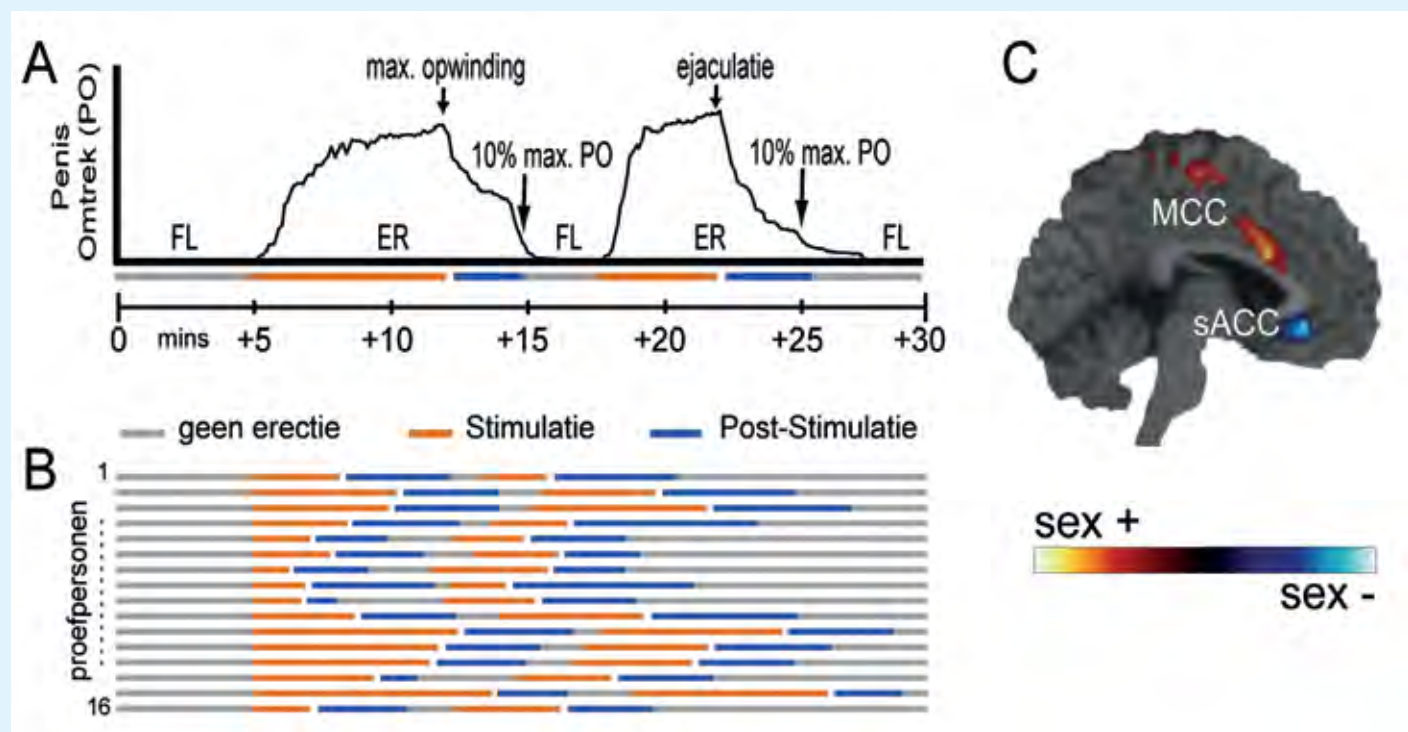 A
Penis
Omtrek (PO)
max. opwinding
ejaculatie
10% max. PO
10% max. PO
FL
ER
FL
ER
FL
0 mins +5 +10 +15 +20 +25 +30
geen erectie
Stimulatie
Post-Stimulatie
B
proefpersonen
1
16
C
MCC
sACC
sex +
sex -